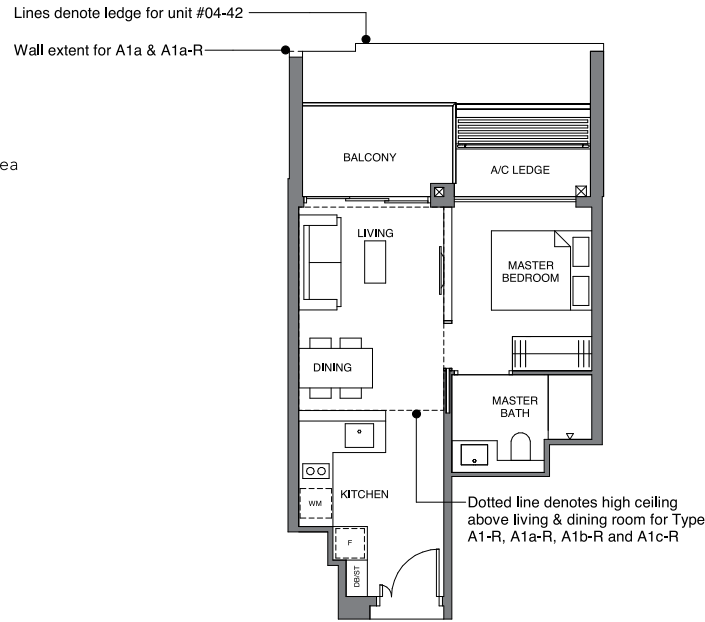 Lines denote ledge for unit #04-42
Wall extent for A1a & A1a-R
ea
BALCONY
A/C LEDGE
LIVING
MASTER
BEDROOM
DINING
MASTER
BATH
KITCHEN
WM
F
DB/ST
Dotted line denotes high ceiling
above living & dining room for Type
A1-R, A1a-R, A1b-R and A1c-R